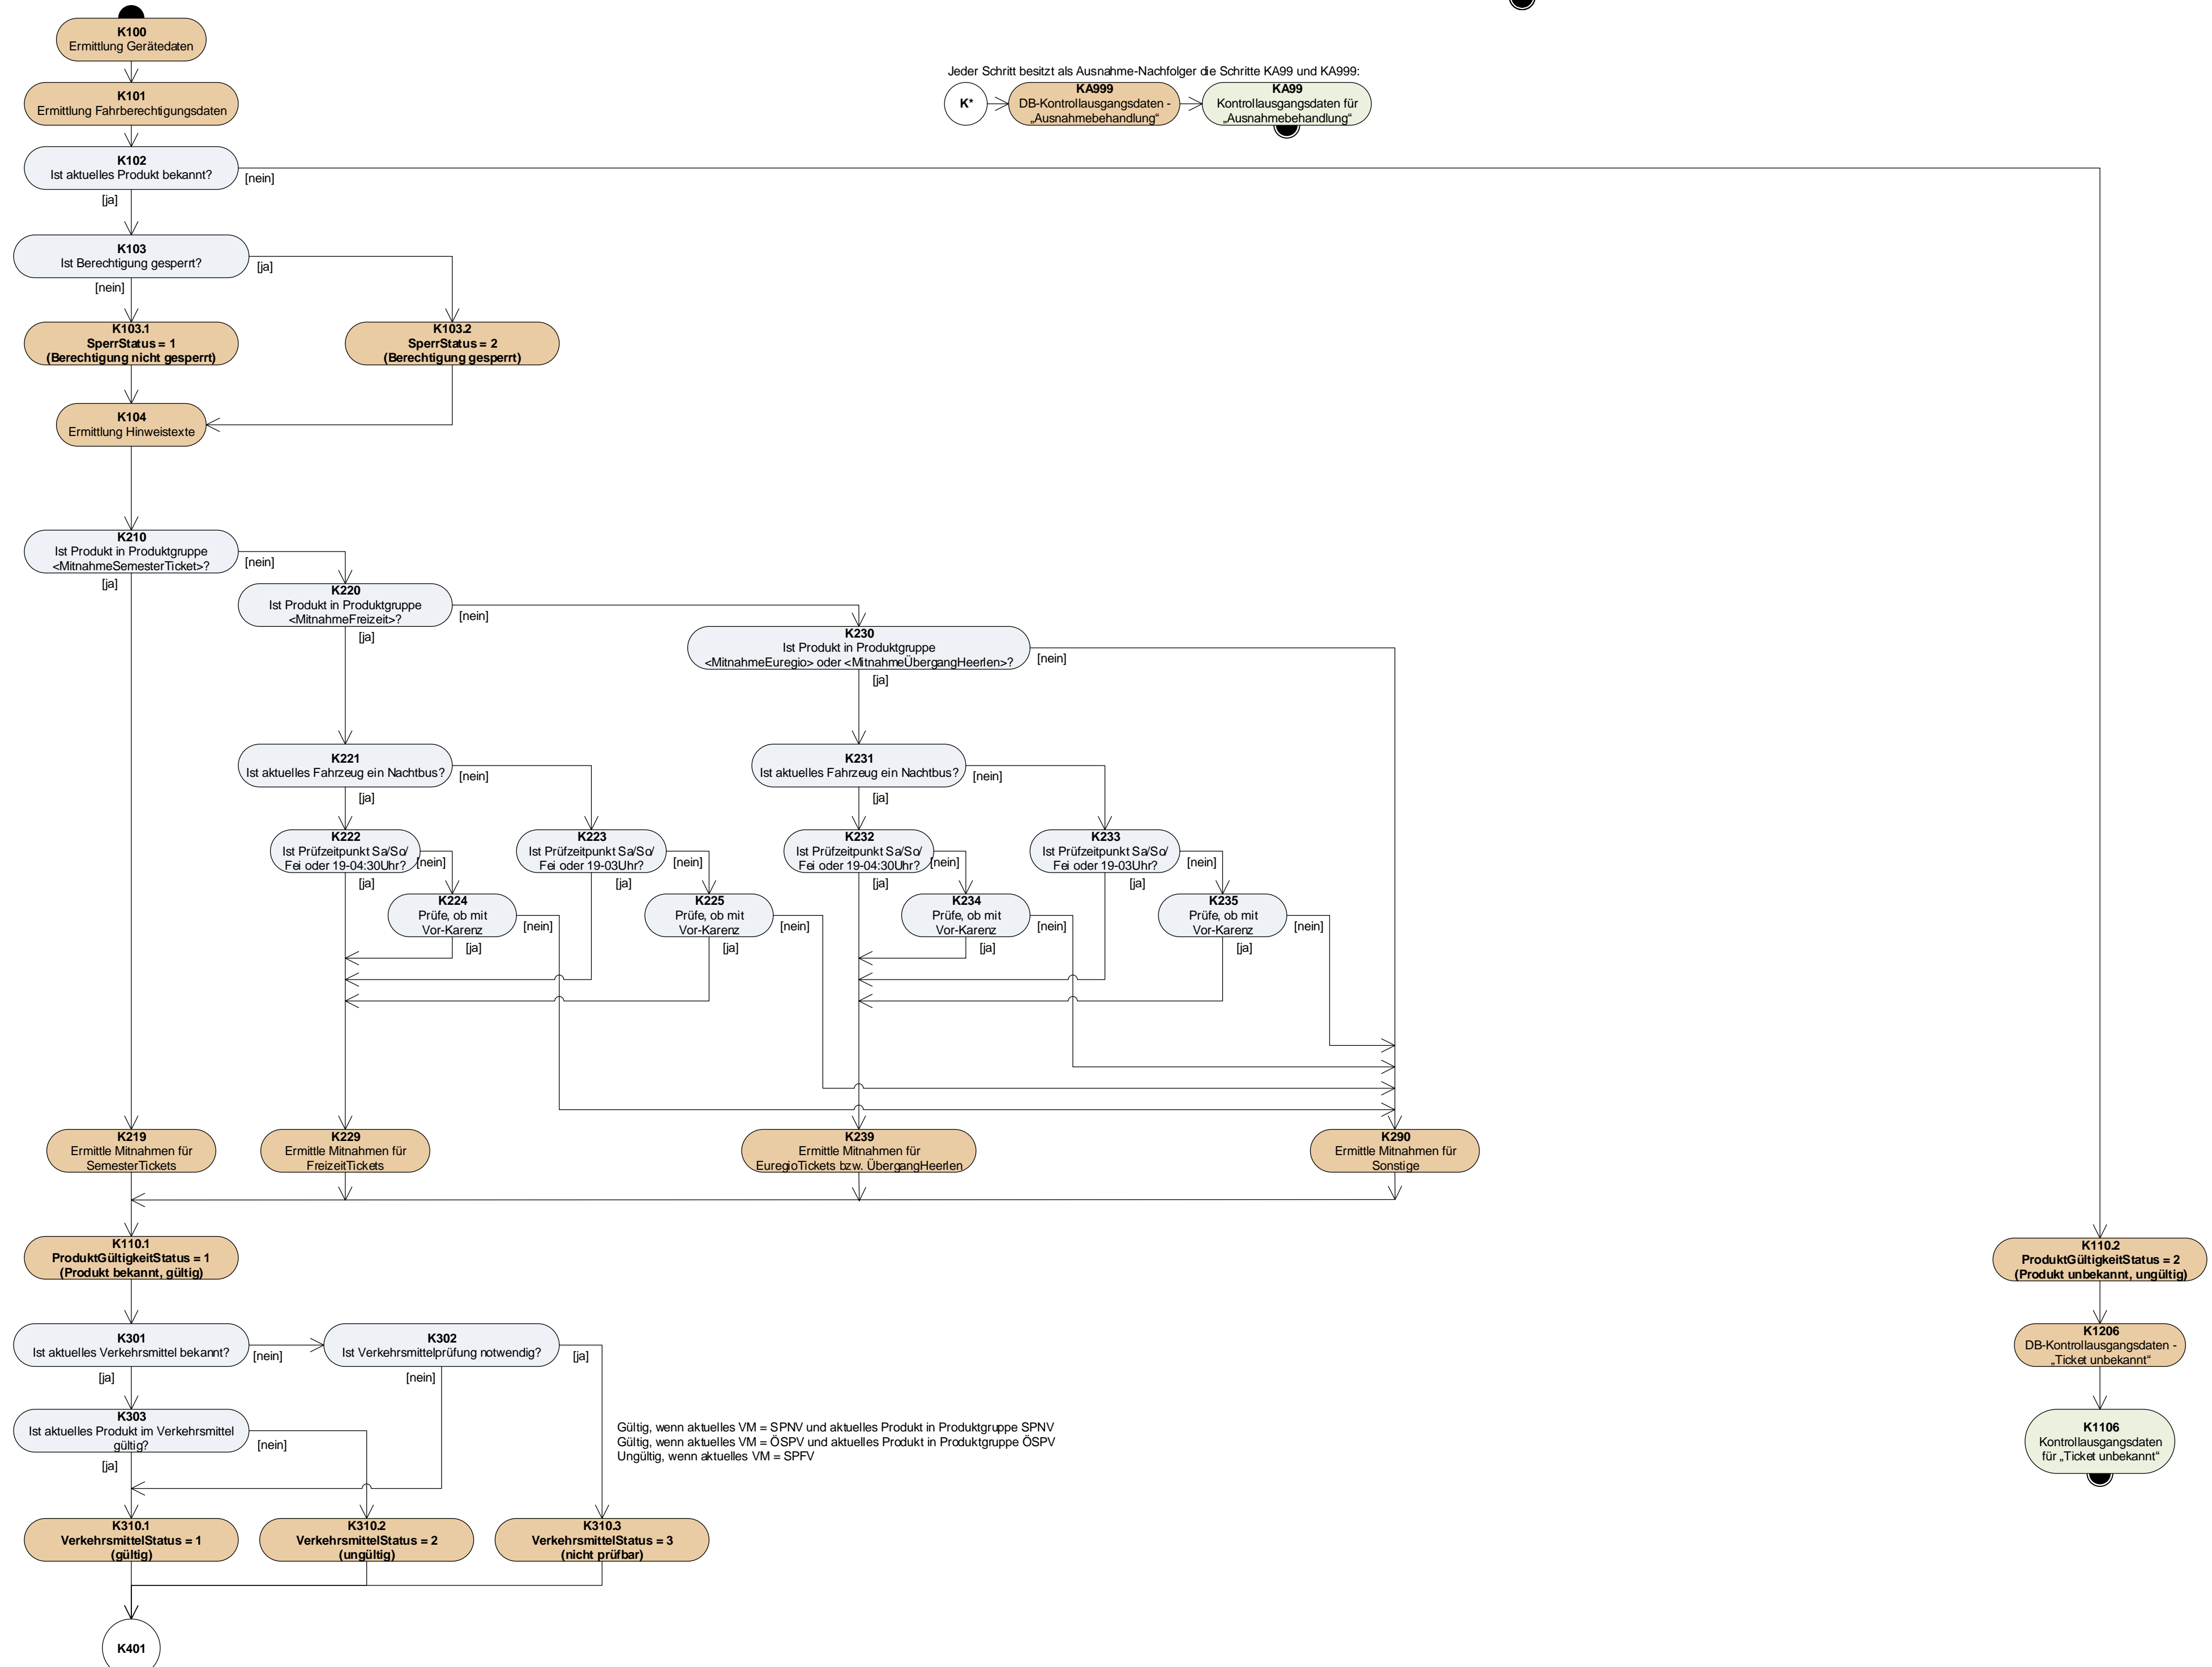 K100
Ermittlung Gerätedaten
Jeder Schritt besitzt als Ausnahme-Nachfolger die Schritte KA99 und KA999:
K*
KA999
DB-Kontrollausgangsdaten -
„Ausnahmebehandlung“
KA99
Kontrollausgangsdaten für
„Ausnahmebehandlung“
K101
Ermittlung Fahrberechtigungsdaten
K102
Ist aktuelles Produkt bekannt?
[nein]
[ja]
K103
Ist Berechtigung gesperrt?
[ja]
[nein]
K103.1
SperrStatus = 1
(Berechtigung nicht gesperrt)
K103.2
SperrStatus = 2
(Berechtigung gesperrt)
K104
Ermittlung Hinweistexte
K210
Ist Produkt in Produktgruppe
<MitnahmeSemesterTicket>?
[nein]
[ja]
K220
Ist Produkt in Produktgruppe
<MitnahmeFreizeit>?
[nein]
[ja]
K230
Ist Produkt in Produktgruppe
<MitnahmeEuregio> oder <MitnahmeÜbergangHeerlen>?
[nein]
[ja]
K221
Ist aktuelles Fahrzeug ein Nachtbus?
[nein]
[ja]
K231
Ist aktuelles Fahrzeug ein Nachtbus?
[nein]
[ja]
K222
Ist Prüfzeitpunkt Sa/So/
Fei oder 19-04:30Uhr?
[nein]
[ja]
K223
Ist Prüfzeitpunkt Sa/So/
Fei oder 19-03Uhr?
[nein]
[ja]
K232
Ist Prüfzeitpunkt Sa/So/
Fei oder 19-04:30Uhr?
[nein]
[ja]
K233
Ist Prüfzeitpunkt Sa/So/
Fei oder 19-03Uhr?
[nein]
[ja]
K224
Prüfe, ob mit
Vor-Karenz
[nein]
[ja]
K225
Prüfe, ob mit
Vor-Karenz
[nein]
[ja]
K234
Prüfe, ob mit
Vor-Karenz
[nein]
[ja]
K235
Prüfe, ob mit
Vor-Karenz
[nein]
[ja]
K219
Ermittle Mitnahmen für
SemesterTickets
K229
Ermittle Mitnahmen für
FreizeitTickets
K239
Ermittle Mitnahmen für
EuregioTickets bzw. ÜbergangHeerlen
K290
Ermittle Mitnahmen für
Sonstige
K110.1
ProduktGültigkeitStatus = 1
(Produkt bekannt, gültig)
K110.2
ProduktGültigkeitStatus = 2
(Produkt unbekannt, ungültig)
K301
Ist aktuelles Verkehrsmittel bekannt?
[nein]
[ja]
K302
Ist Verkehrsmittelprüfung notwendig?
[ja]
[nein]
K1206
DB-Kontrollausgangsdaten -
„Ticket unbekannt“
K303
Ist aktuelles Produkt im Verkehrsmittel
gültig?
[nein]
[ja]
Gültig, wenn aktuelles VM = SPNV und aktuelles Produkt in Produktgruppe SPNV
Gültig, wenn aktuelles VM = ÖSPV und aktuelles Produkt in Produktgruppe ÖSPV
Ungültig, wenn aktuelles VM = SPFV
K1106
Kontrollausgangsdaten
für „Ticket unbekannt“
K310.1
VerkehrsmittelStatus = 1
(gültig)
K310.2
VerkehrsmittelStatus = 2
(ungültig)
K310.3
VerkehrsmittelStatus = 3
(nicht prüfbar)
K401